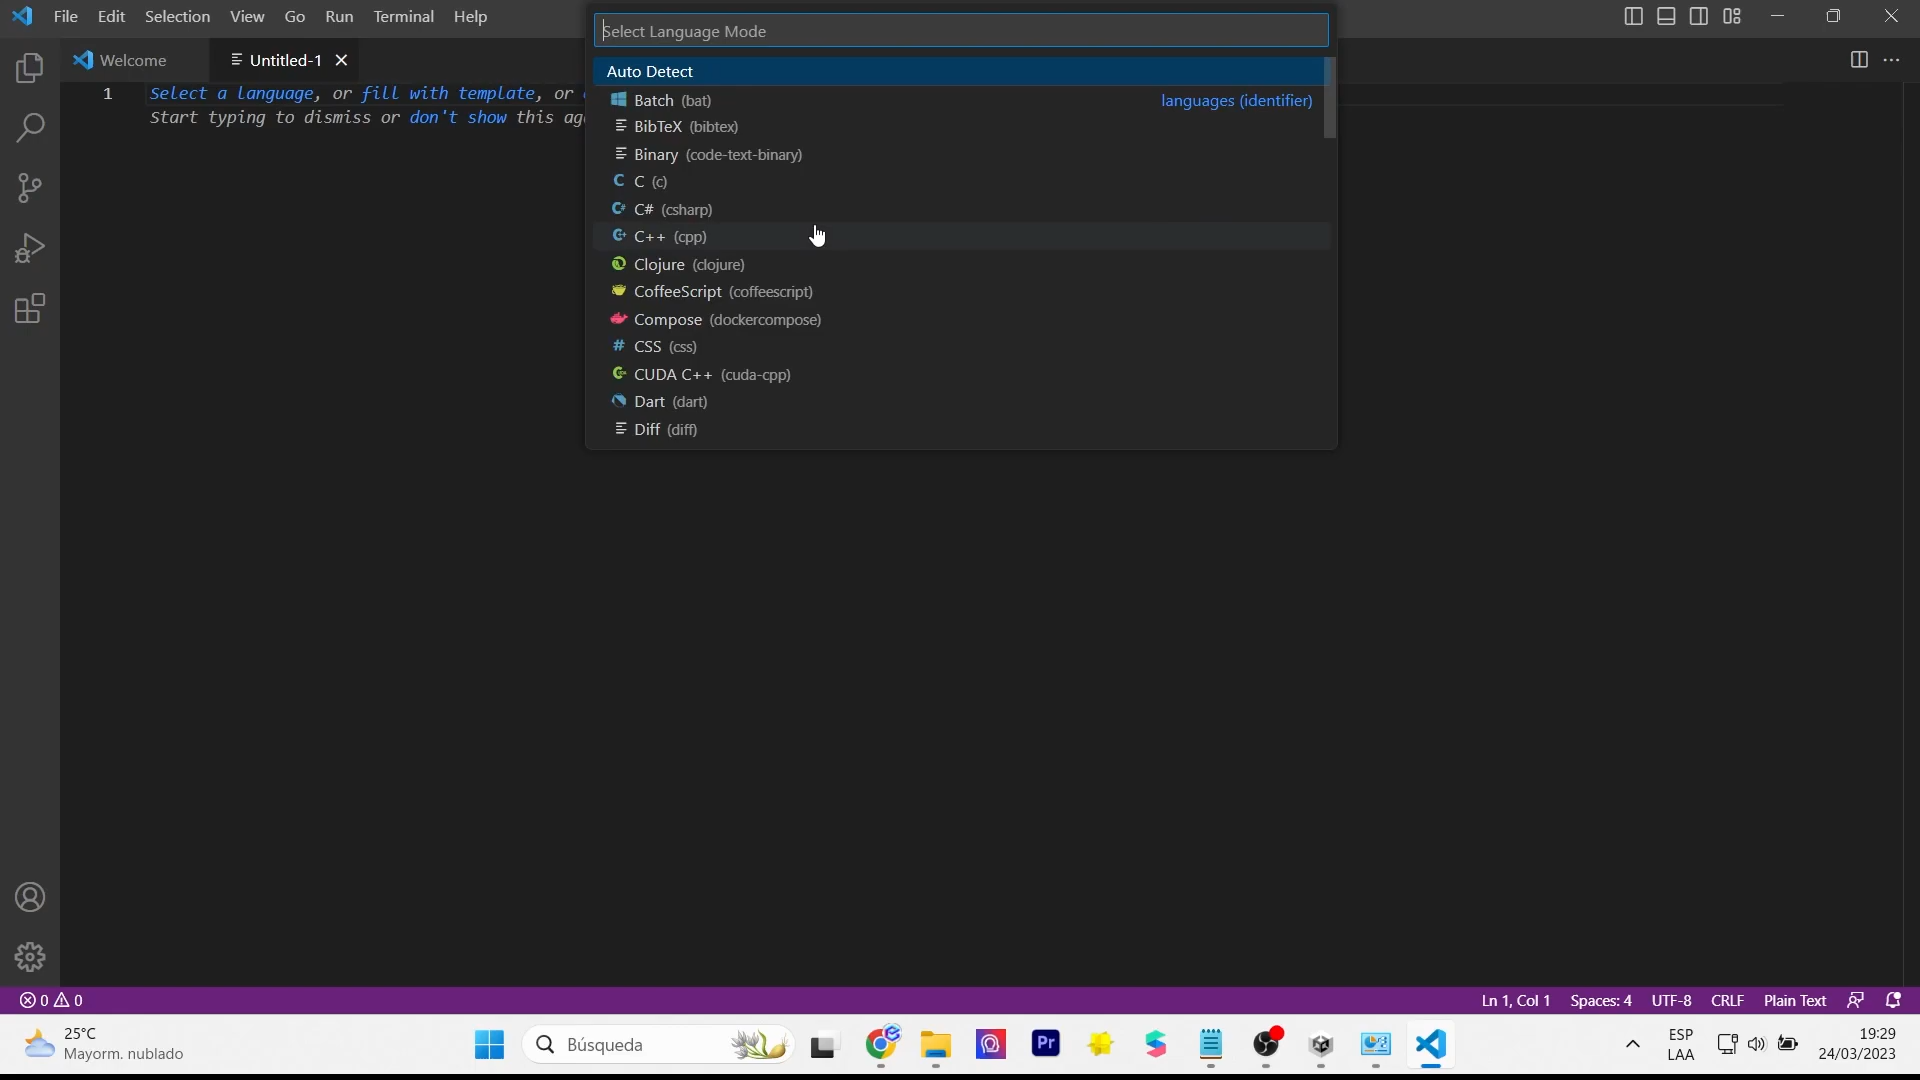 File Edit Selection View Go Run Terminal Help
Select Language Mode
Welcome
Untitled-1
Auto Detect
1 Select a language, or fill with template, or
Start typing to dismiss or don't show this
Batch (bat) languages (identifier)
BibTeX (bibtex)
Binary (code-text-binary)
C (c)
C# (csharp)
C++ (cpp)
Clojure (clojure)
CoffeeScript (coffeescript)
Compose (dockercompose)
CSS (css)
CUDA C++ (cuda-cpp)
Dart (dart)
Diff (diff)
0 0 Ln 1, Col 1 Spaces: 4 UTF-8 CRLF Plain Text
25°C
Mayorm. nublado
Búsqueda
Pr
ESP
LAA
19:29
24/03/2023